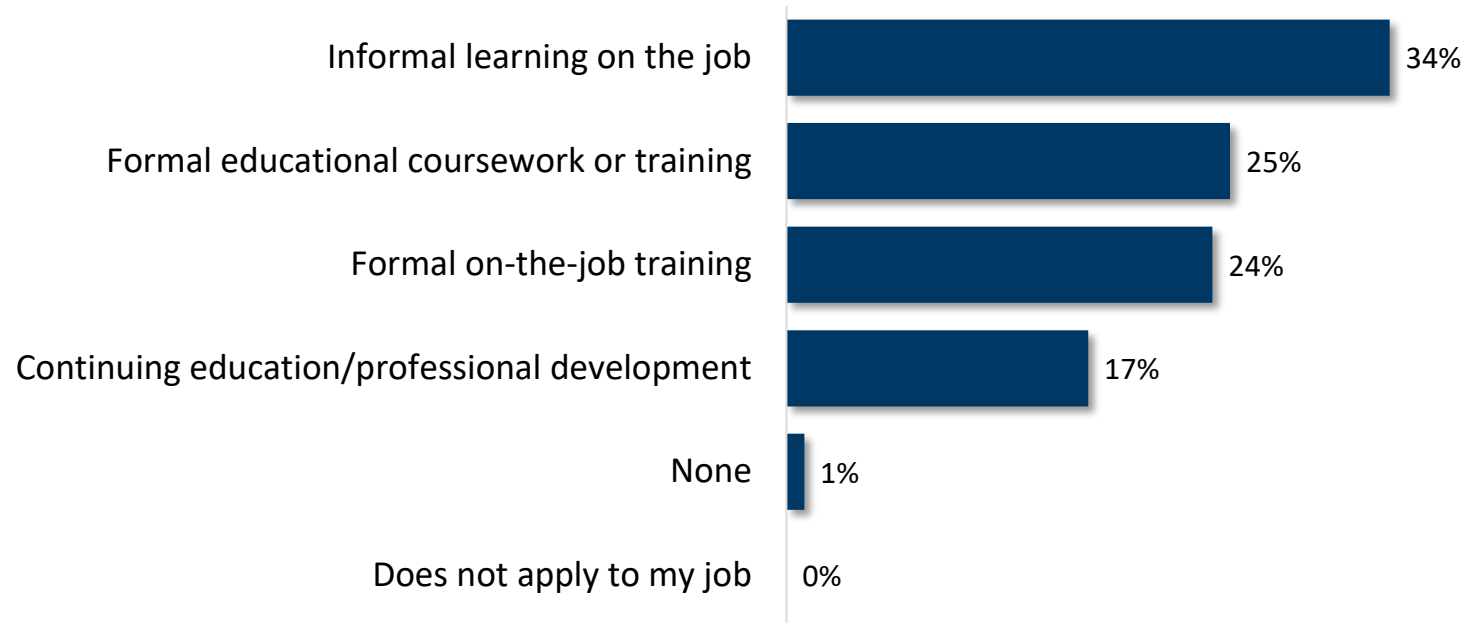 Informal learning on the job 34%
Formal educational coursework or training 25%
Formal on-the-job training 24%
Continuing education/professional development 17%
None 1%
Does not apply to my job 0%